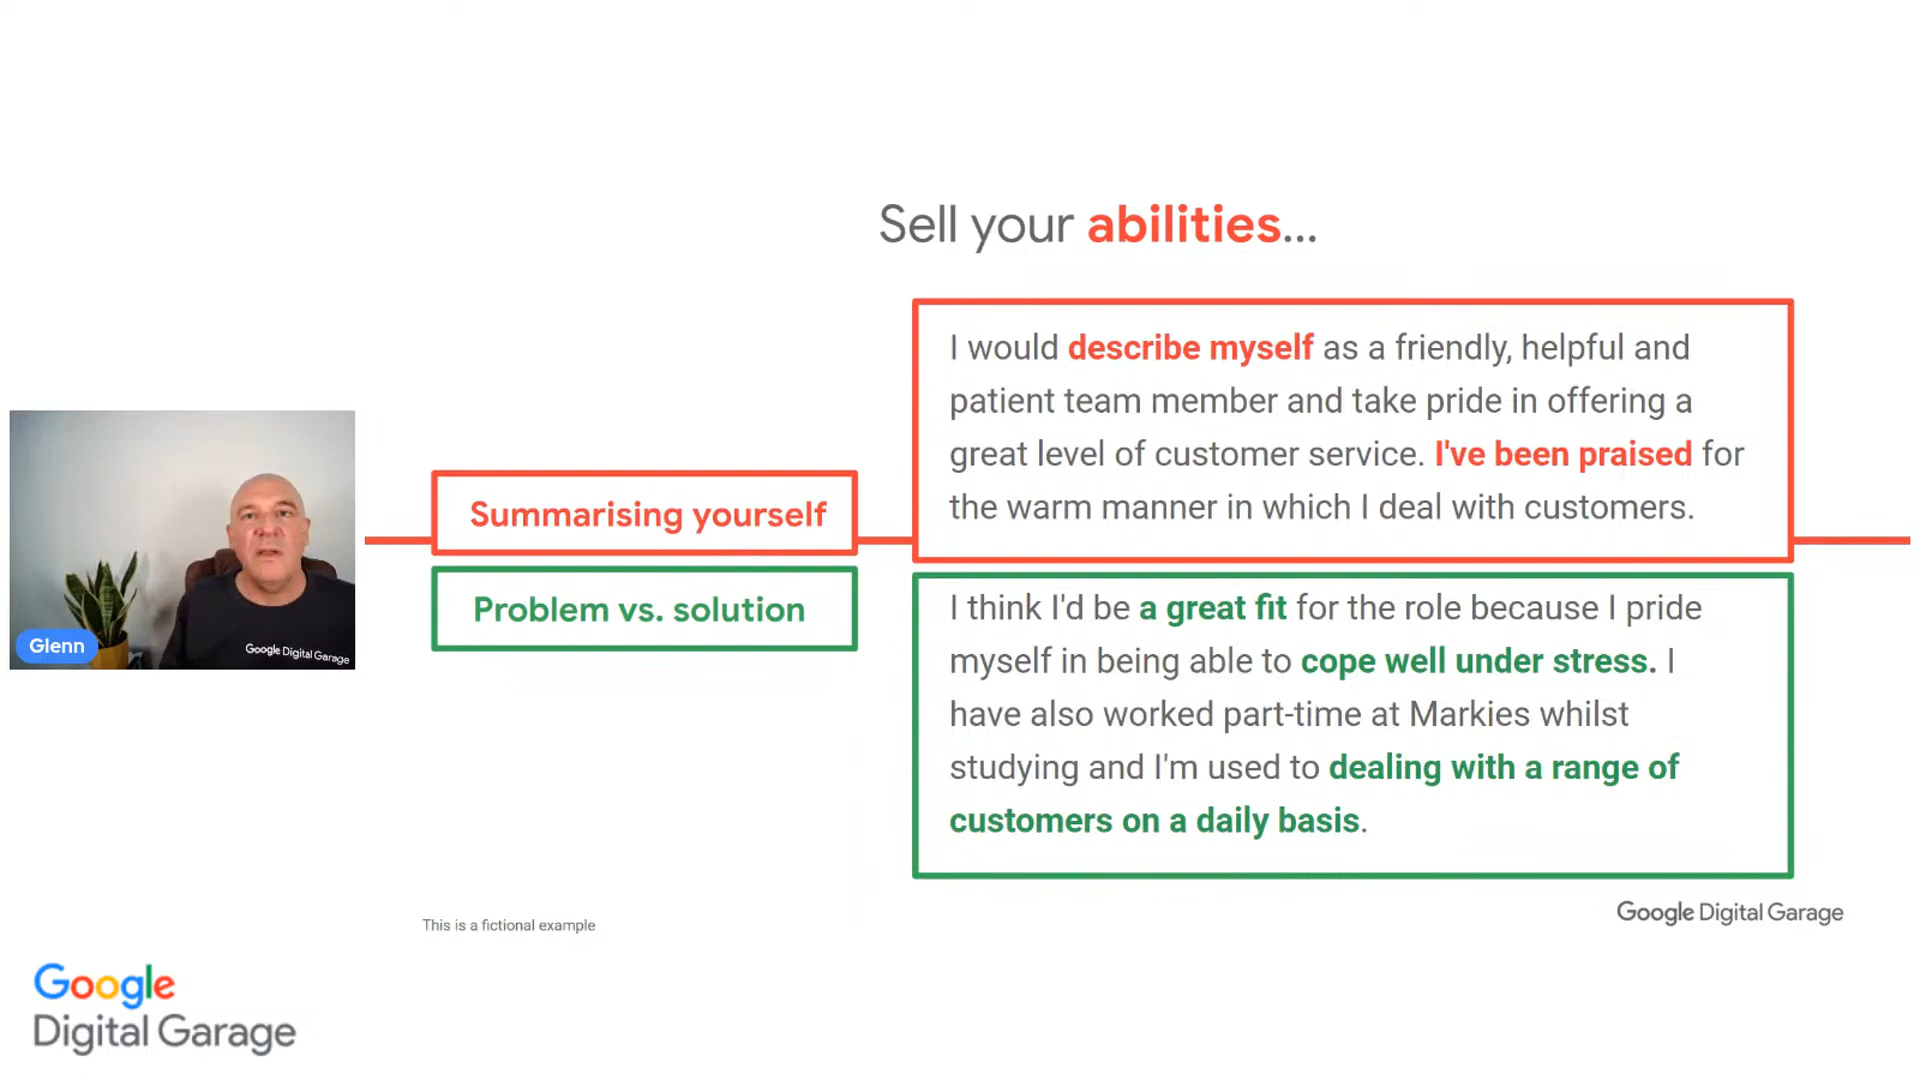 Sell your abilities...
Summarising yourself
I would describe myself as a friendly, helpful and
patient team member and take pride in offering a
great level of customer service. I've been praised for
the warm manner in which I deal with customers.
Problem vs. solution
I think I'd be a great fit for the role because I pride
myself in being able to cope well under stress. I
have also worked part-time at Markies whilst
studying and I'm used to dealing with a range of
customers on a daily basis.
Glenn
Google Digital Garage
This is a fictional example
Google Digital Garage
Google
Digital Garage